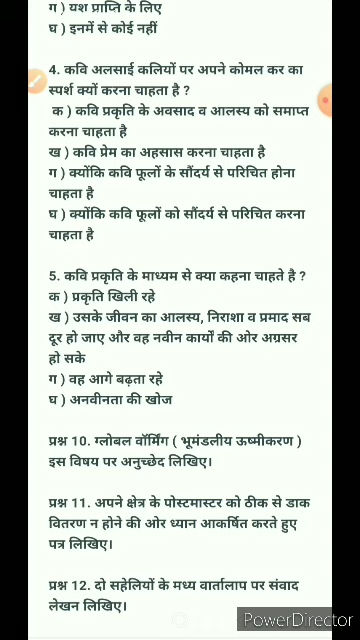 ग ) यश प्राप्ति के लिए
घ ) इनमें से कोई नहीं
4. कवि अलसाई कलियों पर अपने कोमल कर का
स्पर्श क्यों करना चाहता है ?
क ) कवि प्रकृति के अवसाद व आलस्य को समाप्त
करना चाहता है
ख ) कवि प्रेम का अहसास करना चाहता है
ग ) क्योंकि कवि फूलों के सौंदर्य से परिचित होना
चाहता है
घ ) क्योंकि कवि फूलों को सौंदर्य से परिचित करना
चाहता है
5. कवि प्रकृति के माध्यम से क्या कहना चाहते है ?
क ) प्रकृति खिली रहे
ख ) उसके जीवन का आलस्य, निराशा व प्रमाद सब
दूर हो जाए और वह नवीन कार्यों की ओर अग्रसर
हो सके
ग ) वह आगे बढ़ता रहे
घ ) अनवीनता की खोज
प्रश्न 10. ग्लोबल वॉर्मिंग ( भूमंडलीय ऊष्मीकरण )
इस विषय पर अनुच्छेद लिखिए।
प्रश्न 11. अपने क्षेत्र के पोस्टमास्टर को ठीक से डाक
वितरण न होने की ओर ध्यान आकर्षित करते हुए
पत्र लिखिए।
प्रश्न 12. दो सहेलियों के मध्य वार्तालाप पर संवाद
लेखन लिखिए।
PowerDirector